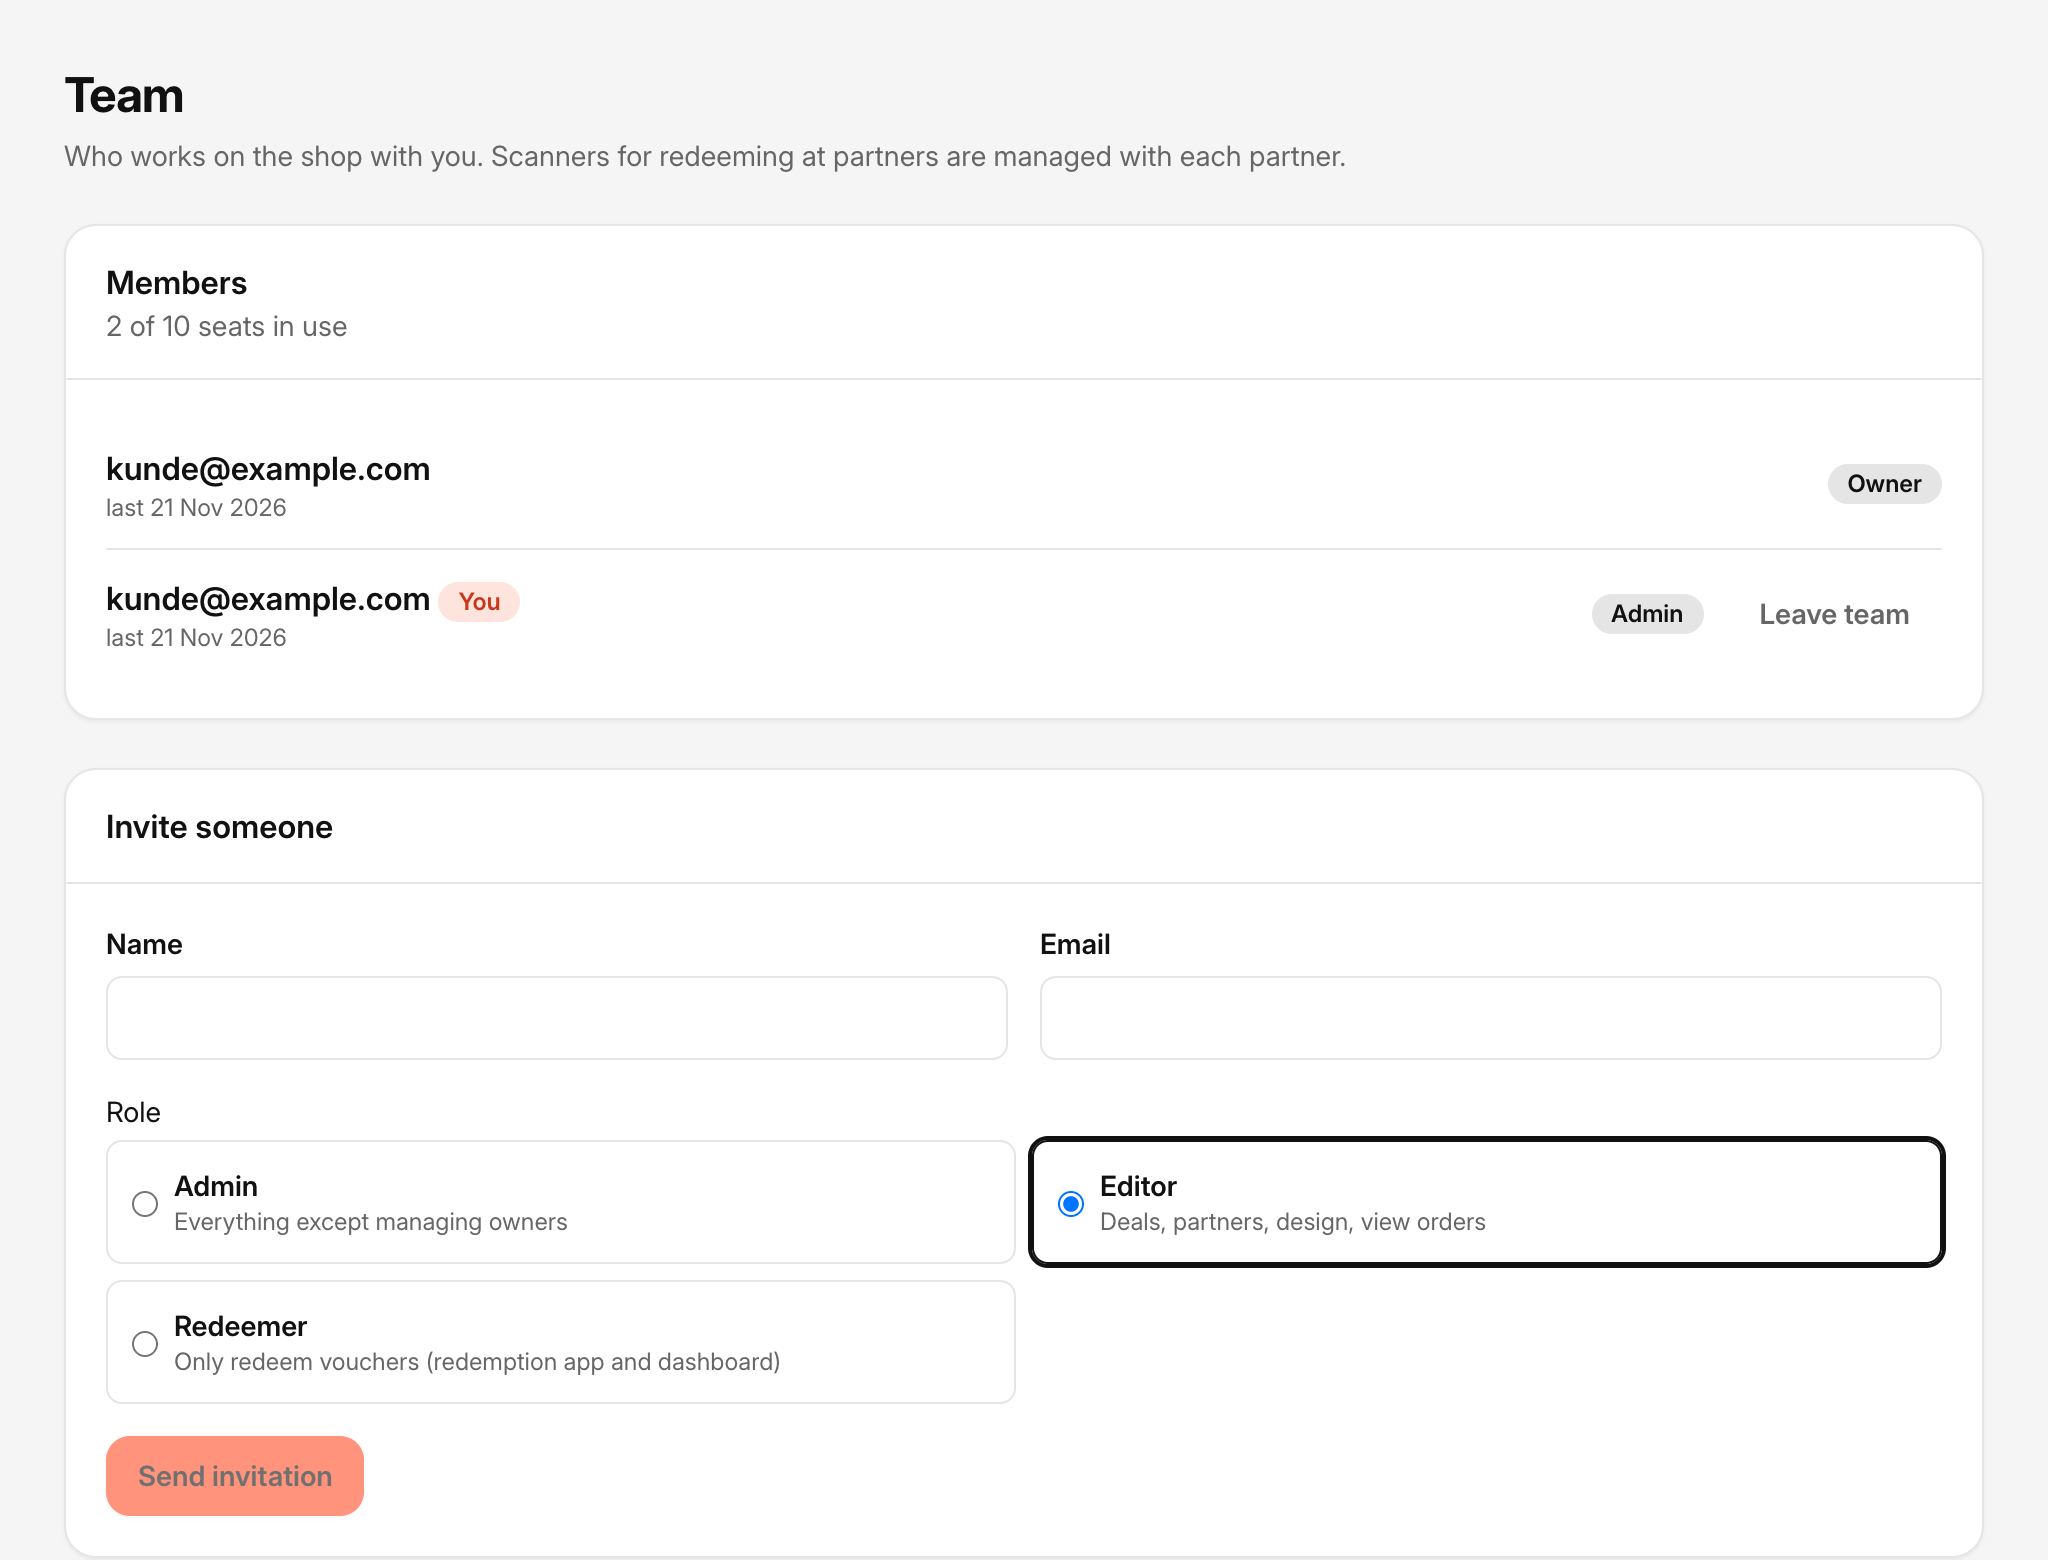 Team
Who works on the shop with you. Scanners for redeeming at partners are managed with each partner.
Members
2 of 10 seats in use
kunde@example.com
last 21 Nov 2026
Owner
kunde@example.com You
last 21 Nov 2026
Admin
Leave team
Invite someone
Name
Email
Role
Admin
Everything except managing owners
Editor
Deals, partners, design, view orders
Redeemer
Only redeem vouchers (redemption app and dashboard)
Send invitation